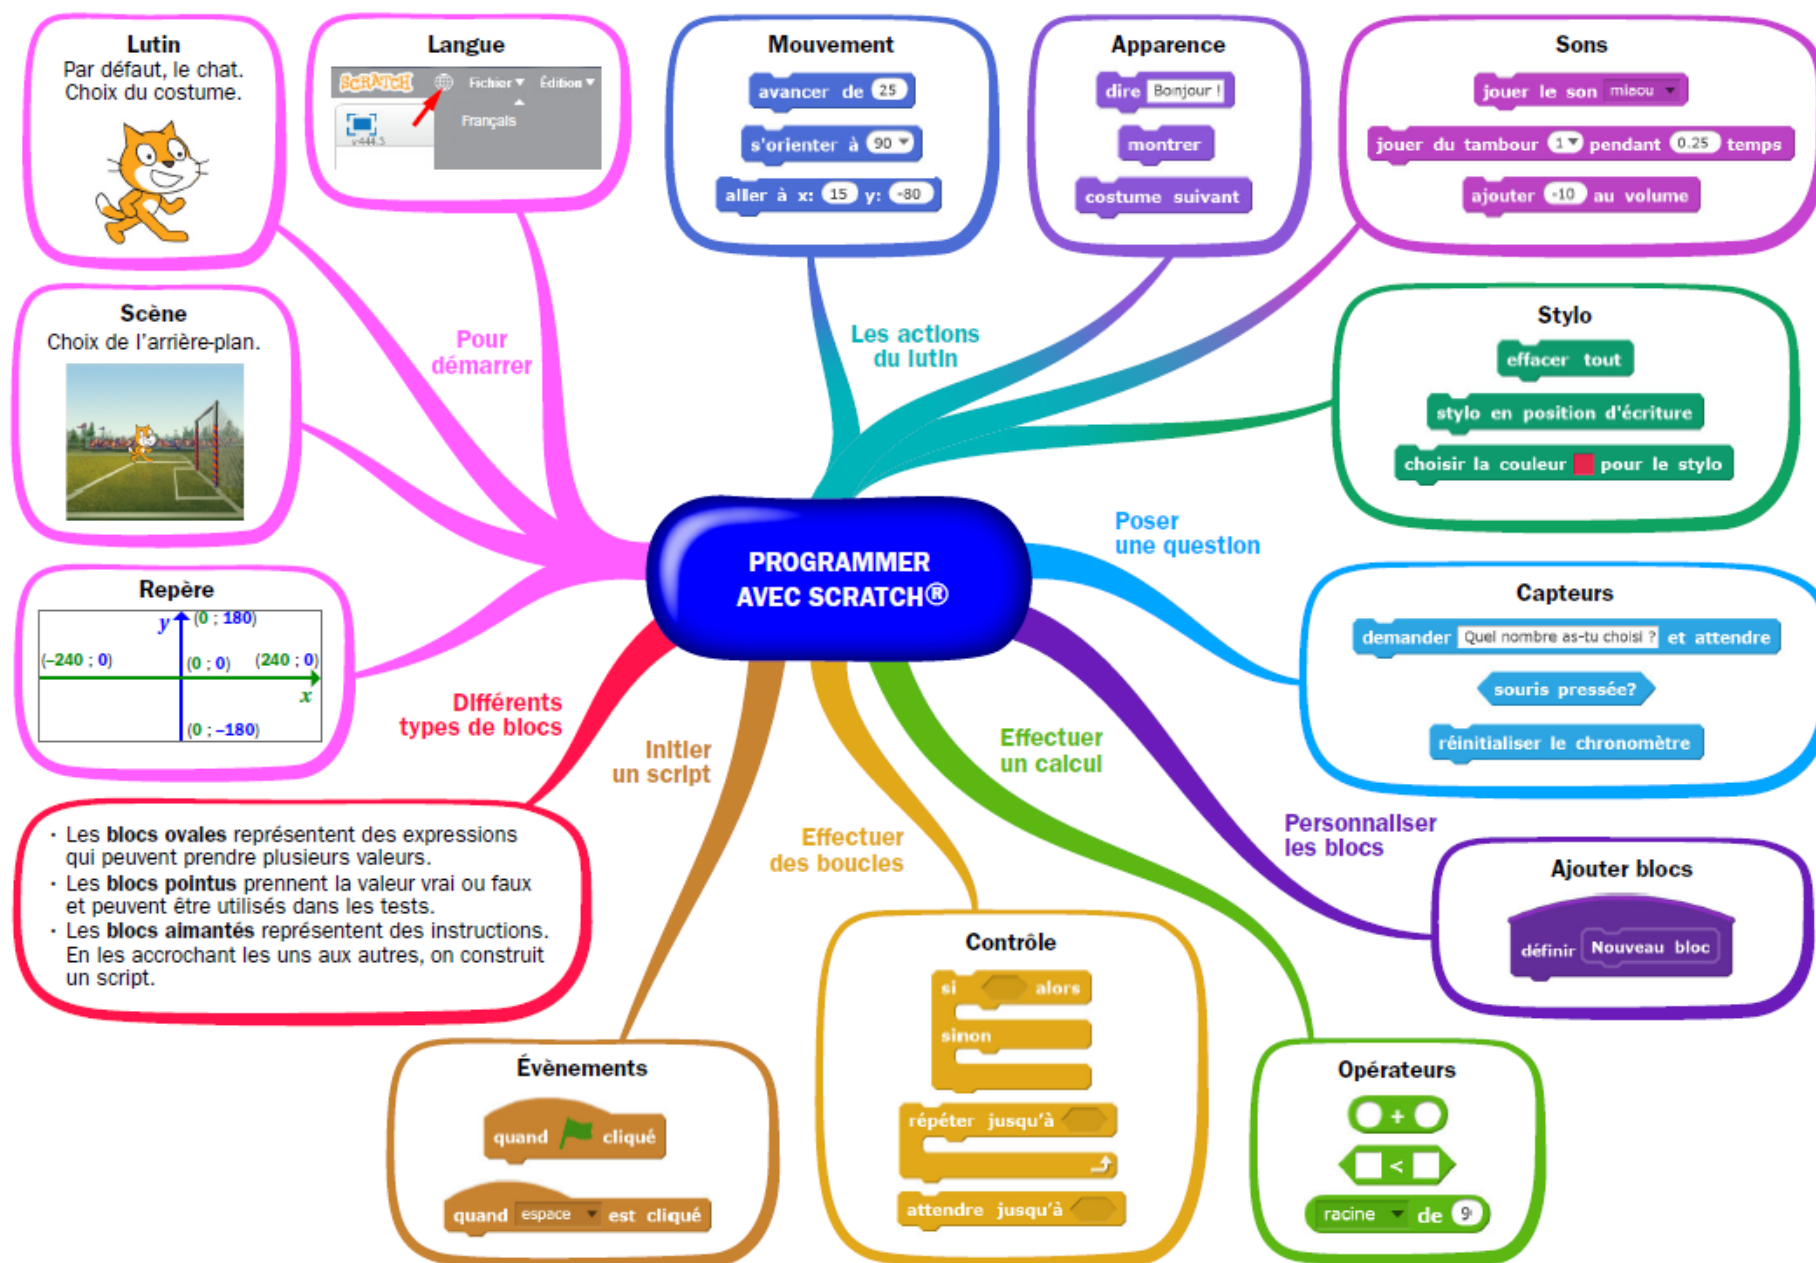 Lutin
Par défaut, le chat.
Choix du costume.
Langue
SCRATCH Fichier Édition
Français
v444.5
Mouvement
avancer de 25
s'orienter à 90
aller à x: 15 y: -80
Apparence
dire Bonjour !
montrer
costume suivant
Sons
jouer le son miaou
jouer du tambour 1 pendant 0.25 temps
ajouter -10 au volume
Scène
Choix de l'arrière-plan.
Pour
démarrer
Les actions
du lutin
Stylo
effacer tout
stylo en position d'écriture
choisir la couleur pour le stylo
PROGRAMMER
AVEC SCRATCH®
Poser
une question
Repère
y (0 ; 180)
(–240 ; 0) (0 ; 0) (240 ; 0)
x
(0 ; –180)
Capteurs
demander Quel nombre as-tu choisi ? et attendre
souris pressée?
réinitialiser le chronomètre
Différents
types de blocs
Initier
un script
Effectuer
un calcul
Effectuer
des boucles
Personnaliser
les blocs
· Les blocs ovales représentent des expressions
qui peuvent prendre plusieurs valeurs.
· Les blocs pointus prennent la valeur vrai ou faux
et peuvent être utilisés dans les tests.
· Les blocs aimantés représentent des instructions.
En les accrochant les uns aux autres, on construit
un script.
Ajouter blocs
définir Nouveau bloc
Contrôle
si alors
sinon
répéter jusqu'à
attendre jusqu'à
Évènements
quand cliqué
quand espace est cliqué
Opérateurs
+
<
racine de 9